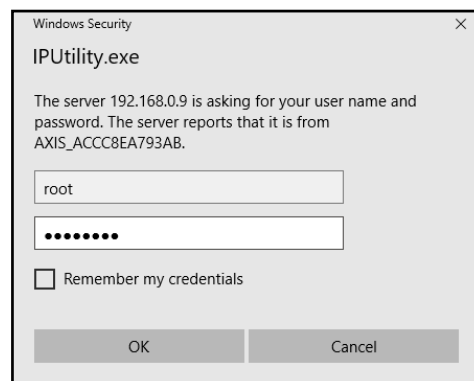 Windows Security
IPUtility.exe
The server 192.168.0.9 is asking for your user name and
password. The server reports that it is from
AXIS_ACCC8EA793AB.
root
●●●●●●●●
Remember my credentials
OK
Cancel